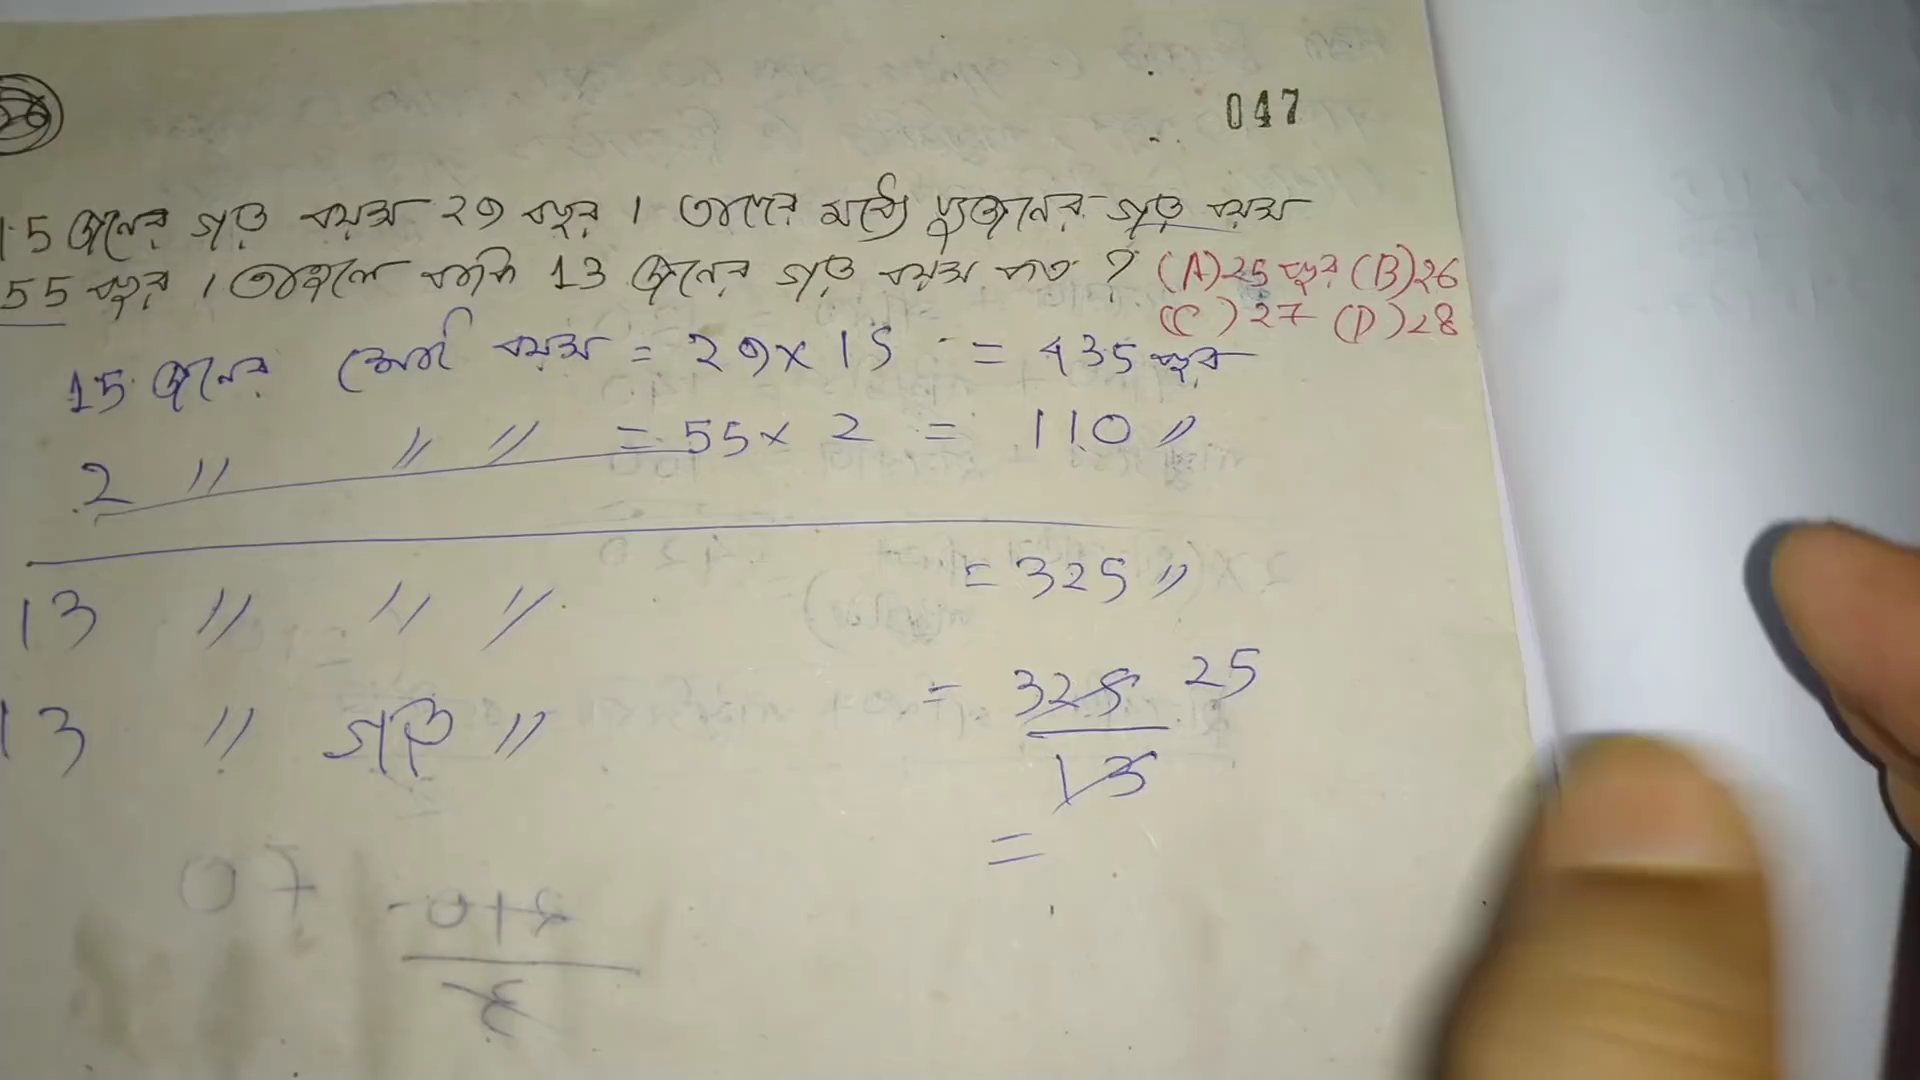 047
15 জনের গড় বয়স 29 বছর । তাদের মধ্যে দুজনের গড় বয়স
55 বছর । তাহলে বাকি 13 জনের গড় বয়স কত ? (A) 25 বছর (B) 26
(C) 27 (D) 28
15 জনের মোট বয়স = 29 × 15 = 435 বছর
2 " " " = 55 × 2 = 110 "
13 " " " = 325 "
13 " গড় " = 325/13 25
=